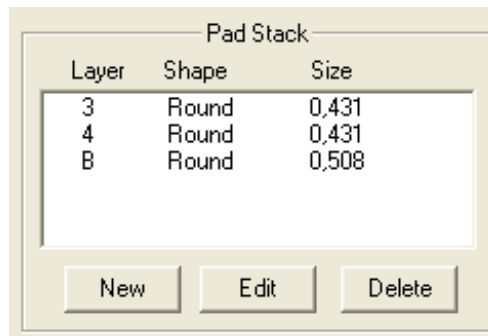 Pad Stack
Layer Shape Size
3 Round 0,431
4 Round 0,431
B Round 0,508
New Edit Delete